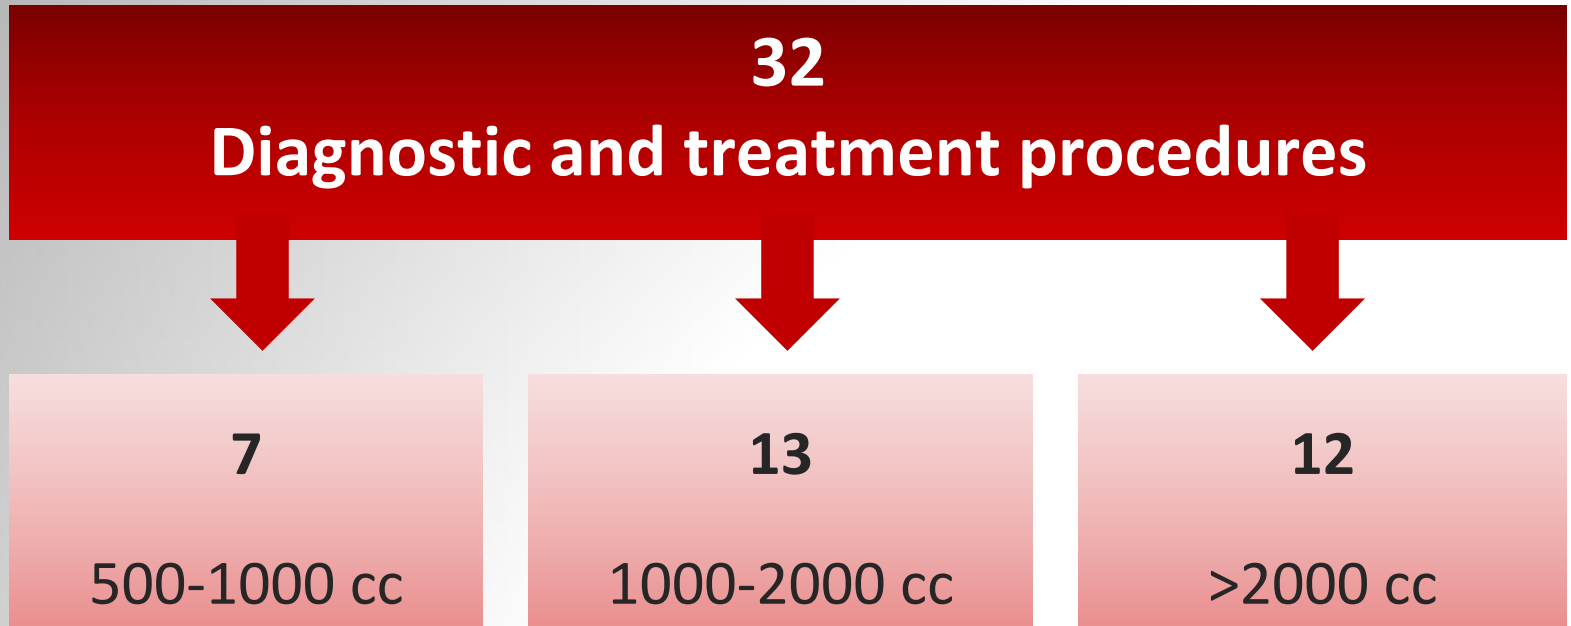 32
Diagnostic and treatment procedures
7
500-1000 cc
13
1000-2000 cc
12
>2000 cc